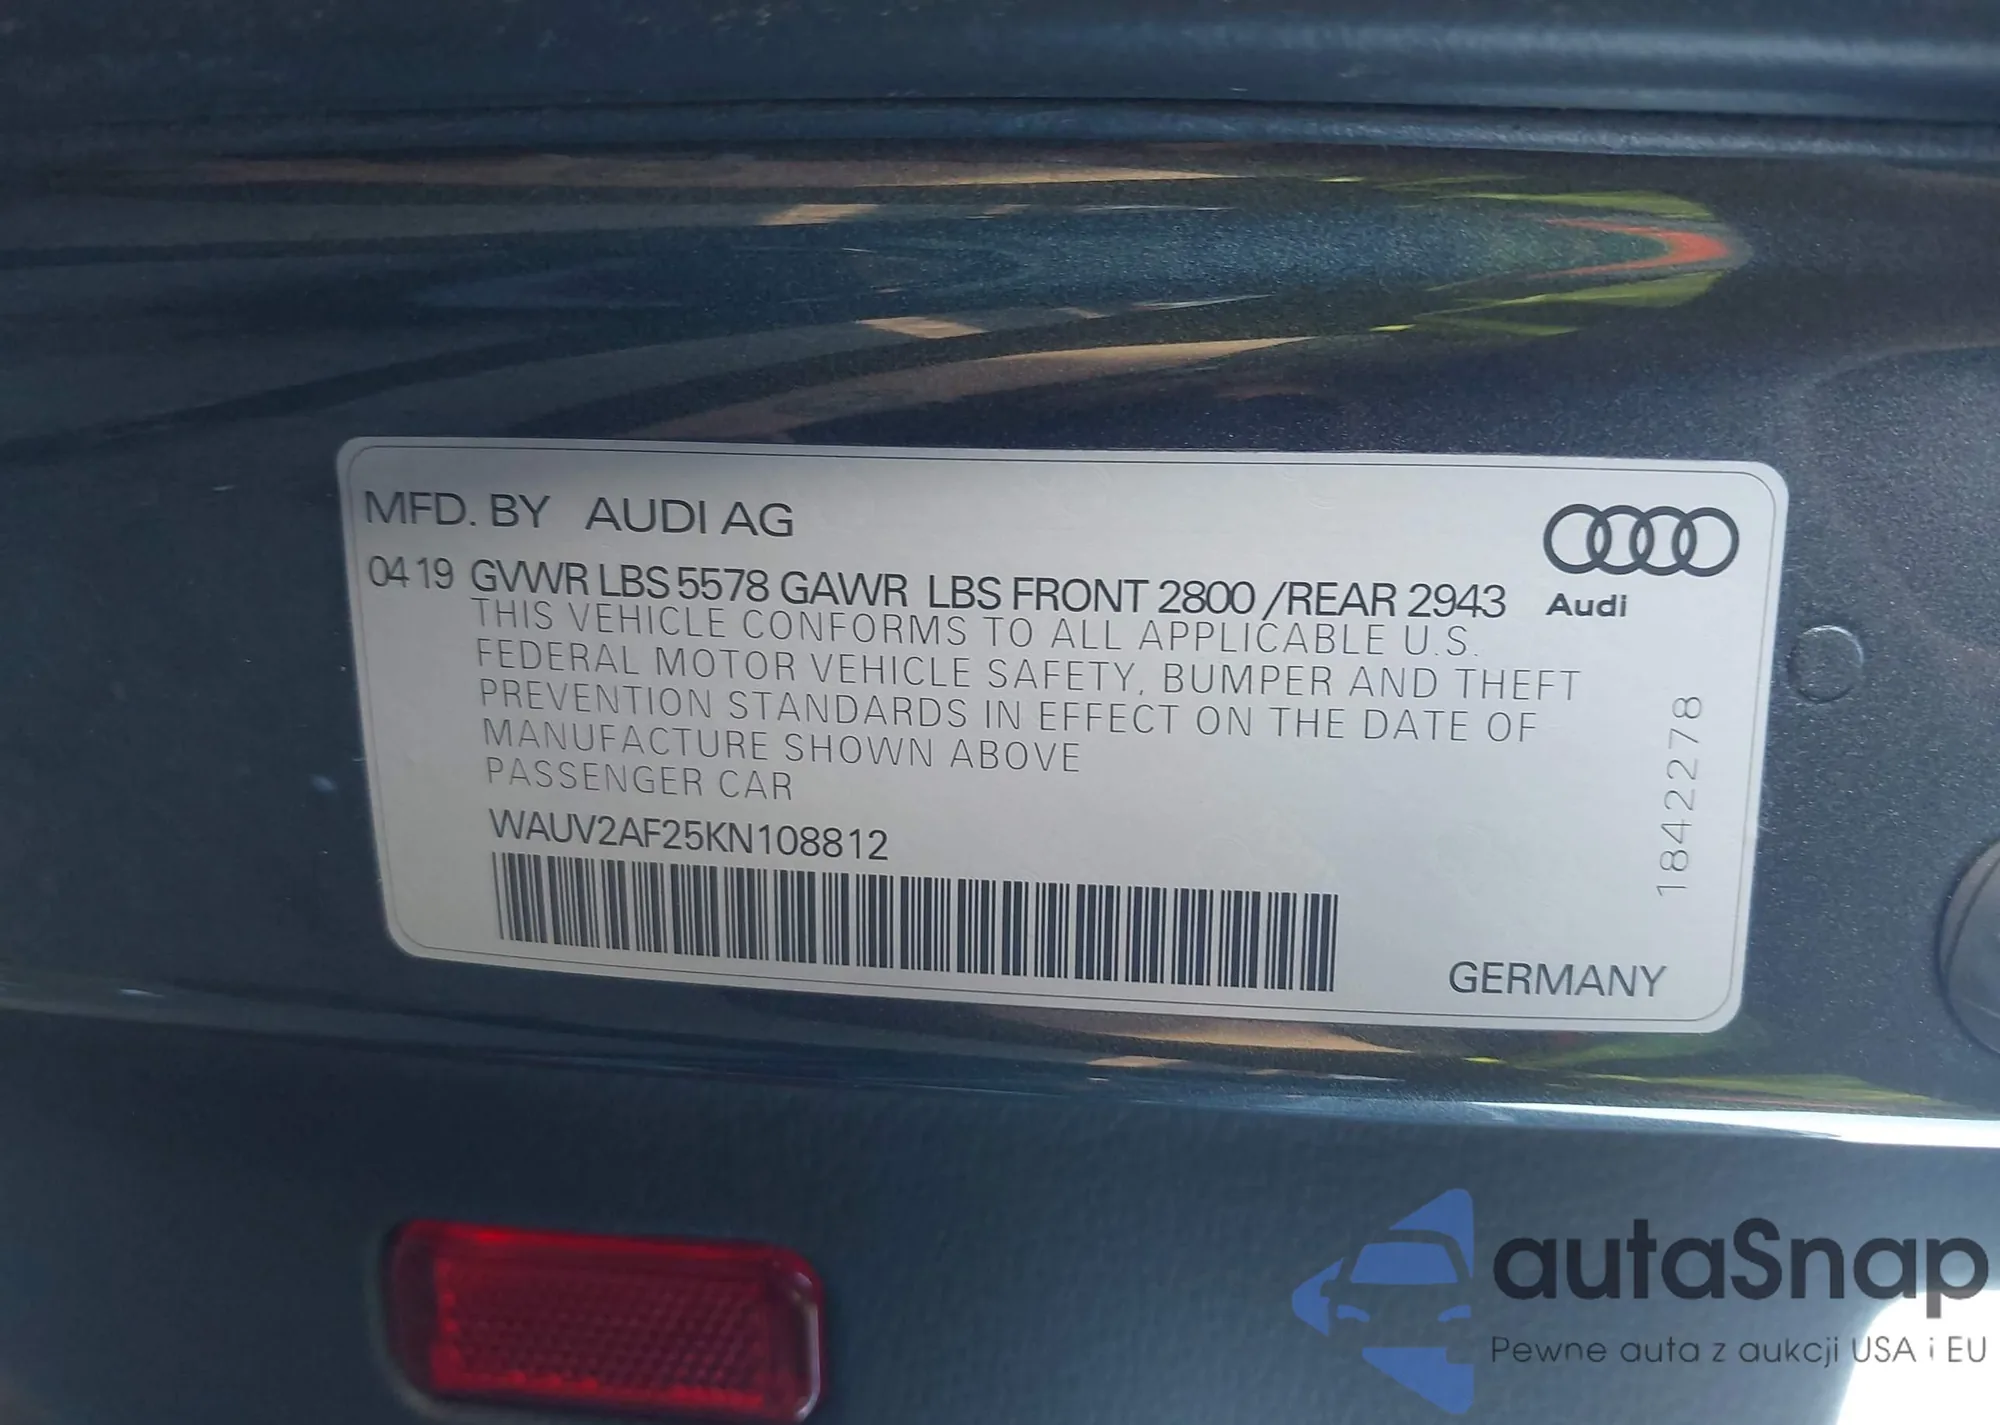 MFD. BY AUDI AG
0419 GVWR LBS 5578 GAWR LBS FRONT 2800 /REAR 2943
Audi
THIS VEHICLE CONFORMS TO ALL APPLICABLE U.S.
FEDERAL MOTOR VEHICLE SAFETY, BUMPER AND THEFT
PREVENTION STANDARDS IN EFFECT ON THE DATE OF
MANUFACTURE SHOWN ABOVE
PASSENGER CAR
WAUV2AF25KN108812
1842278
GERMANY
autaSnap
Pewne auta z aukcji USA i EU